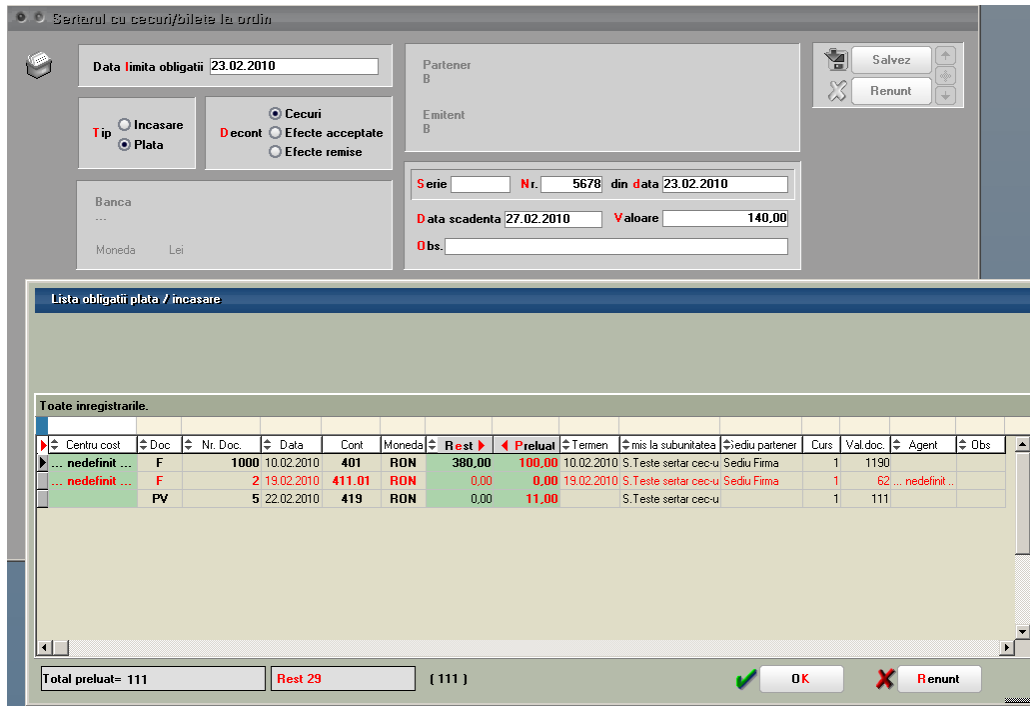 Sertarul cu cecuri/bilete la ordin
Data limita obligatii 23.02.2010
Tip
Incasare
Plata
Decont
Cecuri
Efecte acceptate
Efecte remise
Banca
---
Moneda Lei
Partener
B
Emitent
B
Salvez
Renunt
Serie Nr. 5678 din data 23.02.2010
Data scadenta 27.02.2010 Valoare 140,00
Obs.
Lista obligatii plata / incasare
Toate inregistrarile.
Centru cost Doc Nr. Doc. Data Cont Moneda Rest Preluat Termen mis la subunitatea Sediu partener Curs Val.doc. Agent Obs
... nedefinit ... F 1000 10.02.2010 401 RON 380,00 100,00 10.02.2010 S.Teste sertar cec-u Sediu Firma 1 1190
... nedefinit ... F 2 19.02.2010 411.01 RON 0,00 0,00 19.02.2010 S.Teste sertar cec-u Sediu Firma 1 62 ... nedefinit ..
PV 5 22.02.2010 419 RON 0,00 11,00 S.Teste sertar cec-u 1 111
Total preluat= 111 Rest 29 ( 111 ) OK Renunt